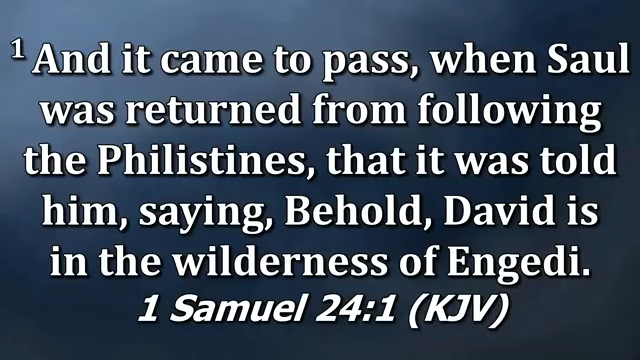 ¹ And it came to pass, when Saul
was returned from following
the Philistines, that it was told
him, saying, Behold, David is
in the wilderness of Engedi.
1 Samuel 24:1 (KJV)